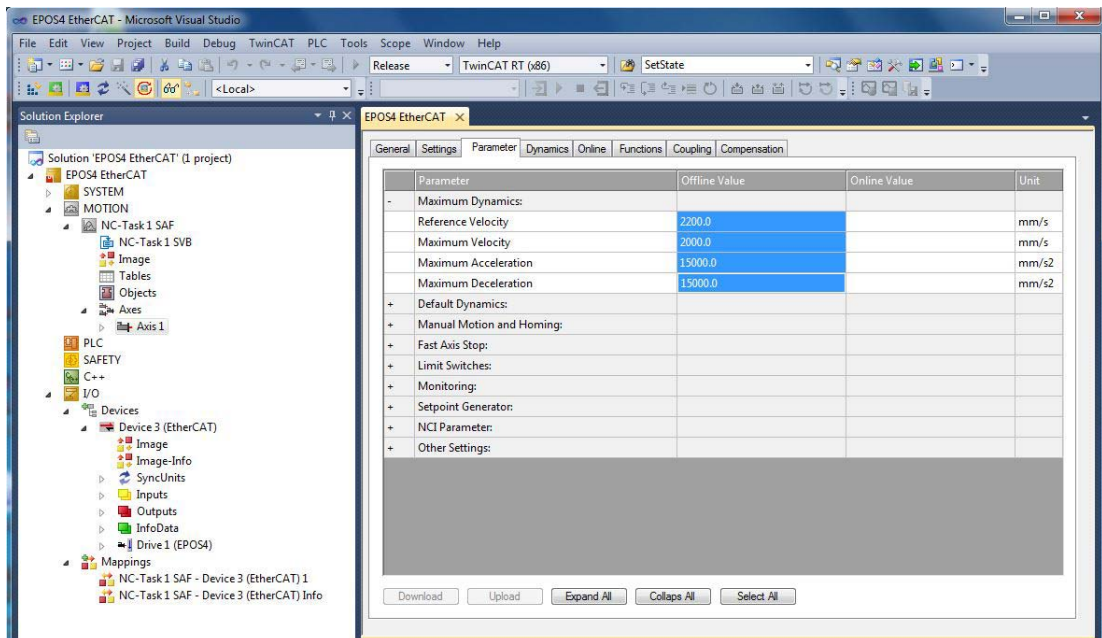 EPOS4 EtherCAT - Microsoft Visual Studio
File Edit View Project Build Debug TwinCAT PLC Tools Scope Window Help
Release TwinCAT RT (x86) SetState
<Local>
Solution Explorer
EPOS4 EtherCAT
Solution 'EPOS4 EtherCAT' (1 project)
EPOS4 EtherCAT
SYSTEM
MOTION
NC-Task 1 SAF
NC-Task 1 SVB
Image
Tables
Objects
Axes
Axis 1
PLC
SAFETY
C++
I/O
Devices
Device 3 (EtherCAT)
Image
Image-Info
SyncUnits
Inputs
Outputs
InfoData
Drive 1 (EPOS4)
Mappings
NC-Task 1 SAF - Device 3 (EtherCAT) 1
NC-Task 1 SAF - Device 3 (EtherCAT) Info
General Settings Parameter Dynamics Online Functions Coupling Compensation
Parameter Offline Value Online Value Unit
- Maximum Dynamics:
Reference Velocity 2200.0 mm/s
Maximum Velocity 2000.0 mm/s
Maximum Acceleration 15000.0 mm/s2
Maximum Deceleration 15000.0 mm/s2
+ Default Dynamics:
+ Manual Motion and Homing:
+ Fast Axis Stop:
+ Limit Switches:
+ Monitoring:
+ Setpoint Generator:
+ NCI Parameter:
+ Other Settings:
Download Upload Expand All Collaps All Select All